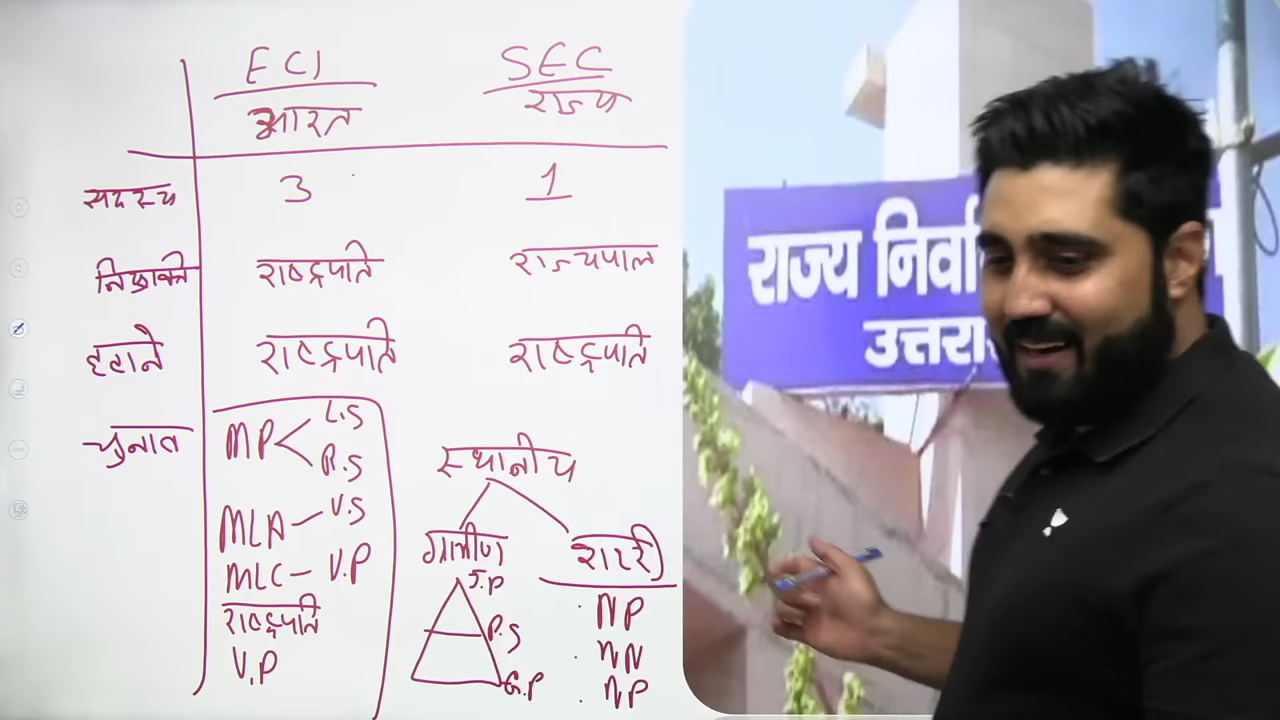 ECI SEC
भारत राज्य
सदस्य 3 1
नियुक्ति राष्ट्रपति राज्यपाल
हटाने राष्ट्रपति राष्ट्रपति
चुनाव
MP L.S
R.S
MLA - V.S
MLC - V.P
राष्ट्रपति
V.P
स्थानीय
ग्रामीण शहरी
J.P
P.S
G.P
NP
NN
NP
राज्य निर्वा
उत्तरा